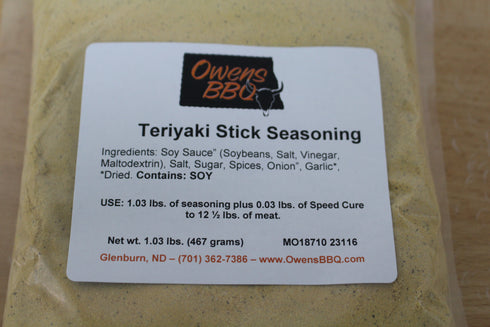 Owens
BBQ
Teriyaki Stick Seasoning
Ingredients: Soy Sauce" (Soybeans, Salt, Vinegar,
Maltodextrin), Salt, Sugar, Spices, Onion", Garlic*,
*Dried. Contains: SOY
USE: 1.03 lbs. of seasoning plus 0.03 lbs. of Speed Cure
to 12 ½ lbs. of meat.
Net wt. 1.03 lbs. (467 grams) MO18710 23116
Glenburn, ND – (701) 362-7386 – www.OwensBBQ.com